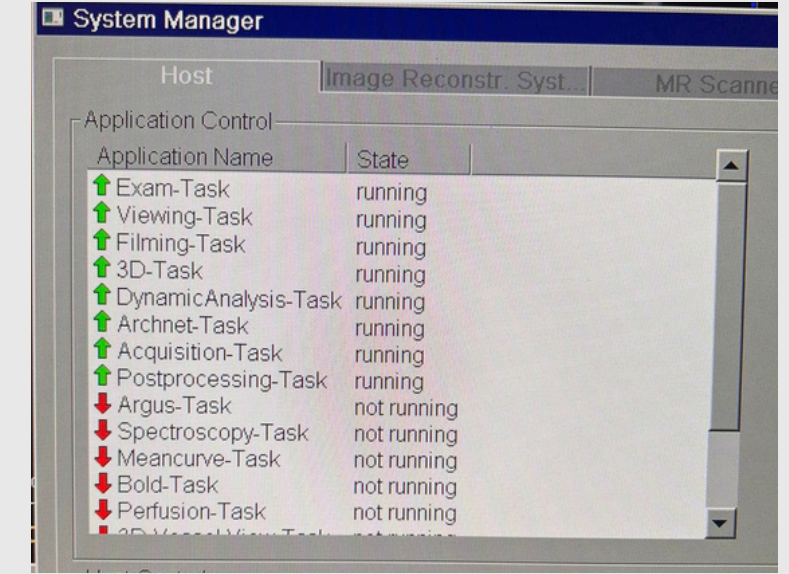 System Manager
Host Image Reconstr. Syst... MR Scanne
Application Control
Application Name State
Exam-Task running
Viewing-Task running
Filming-Task running
3D-Task running
DynamicAnalysis-Task running
Archnet-Task running
Acquisition-Task running
Postprocessing-Task running
Argus-Task not running
Spectroscopy-Task not running
Meancurve-Task not running
Bold-Task not running
Perfusion-Task not running